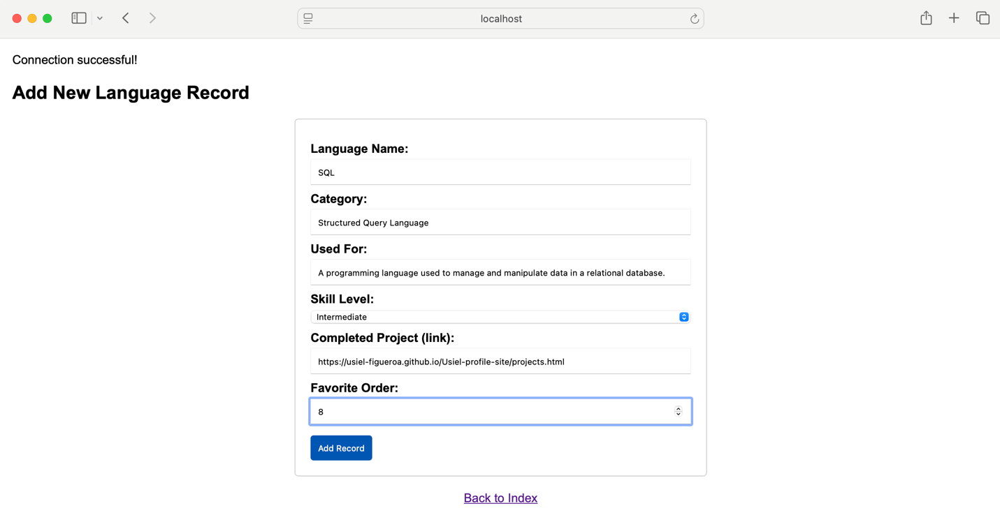 localhost
Connection successful!
Add New Language Record
Language Name:
SQL
Category:
Structured Query Language
Used For:
A programming language used to manage and manipulate data in a relational database.
Skill Level:
Intermediate
Completed Project (link):
https://usiel-figueroa.github.io/Usiel-profile-site/projects.html
Favorite Order:
8
Add Record
Back to Index